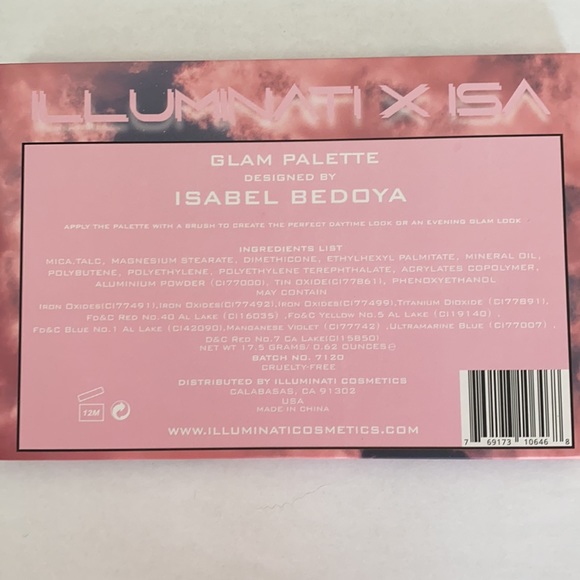 ILLUMINATI X ISA
GLAM PALETTE
DESIGNED BY
ISABEL BEDOYA
APPLY THE PALETTE WITH A BRUSH TO CREATE THE PERFECT DAYTIME LOOK OR AN EVENING GLAM LOOK .
INGREDIENTS LIST
MICA,TALC, MAGNESIUM STEARATE, DIMETHICONE, ETHYLHEXYL PALMITATE, MINERAL OIL,
POLYBUTENE, POLYETHYLENE, POLYETHYLENE TEREPHTHALATE, ACRYLATES COPOLYMER,
ALUMINIUM POWDER (CI77000), TIN OXIDE(CI77861), PHENOXYETHANOL
MAY CONTAIN
IRON OXIDES(CI77491),IRON OXIDES(CI77492),IRON OXIDES(CI77499),TITANIUM DIOXIDE (CI77891),
FD&C RED NO.40 AL LAKE (CI16035) ,FD&C YELLOW NO.5 AL LAKE (CI19140) ,
FD&C BLUE NO.1 AL LAKE (CI42090),MANGANESE VIOLET (CI77742) ,ULTRAMARINE BLUE (CI77007) ,
D&C RED NO.7 CA LAKE(CI15850)
NET WT 17.5 GRAMS/ 0.62 OUNCES℮
BATCH NO. 7120
CRUELTY-FREE
DISTRIBUTED BY ILLUMINATI COSMETICS
CALABASAS, CA 91302
USA
MADE IN CHINA
12M
WWW.ILLUMINATICOSMETICS.COM
7 69173 10646 8